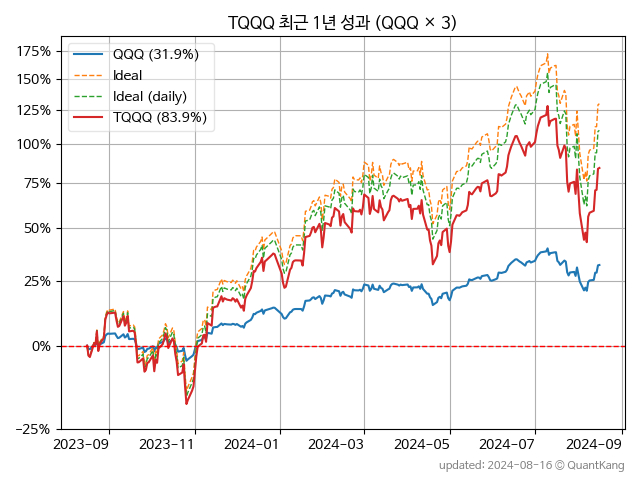 TQQQ 최근 1년 성과 (QQQ × 3)
175%
150%
125%
100%
75%
50%
25%
0%
−25%
QQQ (31.9%)
Ideal
Ideal (daily)
TQQQ (83.9%)
2023−09
2023−11
2024−01
2024−03
2024−05
2024−07
2024−09
updated: 2024-08-16 © QuantKang